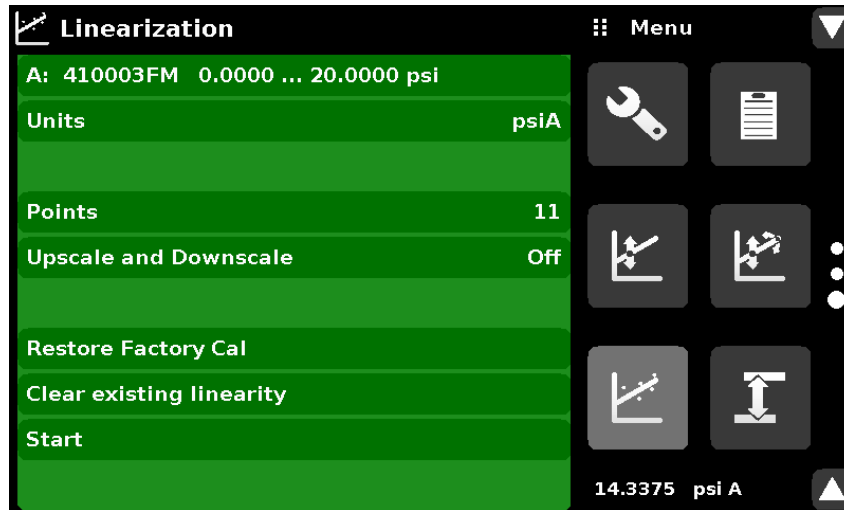 Linearization
A: 410003FM 0.0000 ... 20.0000 psi
Units psiA
Points 11
Upscale and Downscale Off
Restore Factory Cal
Clear existing linearity
Start
Menu
14.3375 psi A